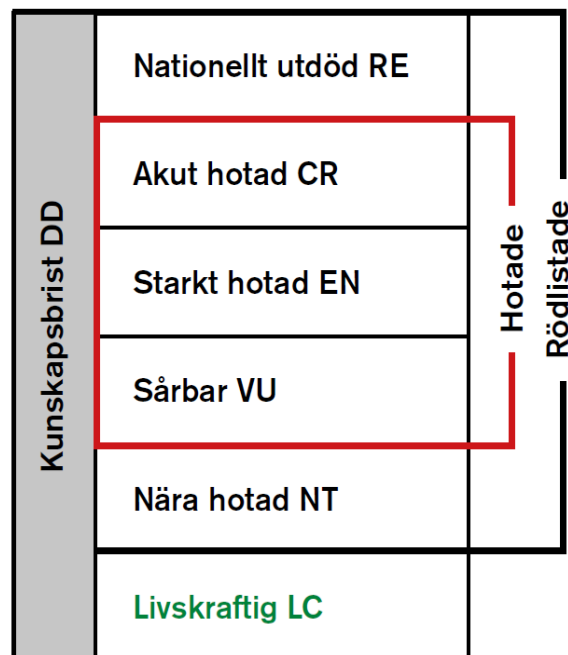 Kunskapsbrist DD
Nationellt utdöd RE
Akut hotad CR
Starkt hotad EN
Sårbar VU
Nära hotad NT
Livskraftig LC
Hotade
Rödlistade